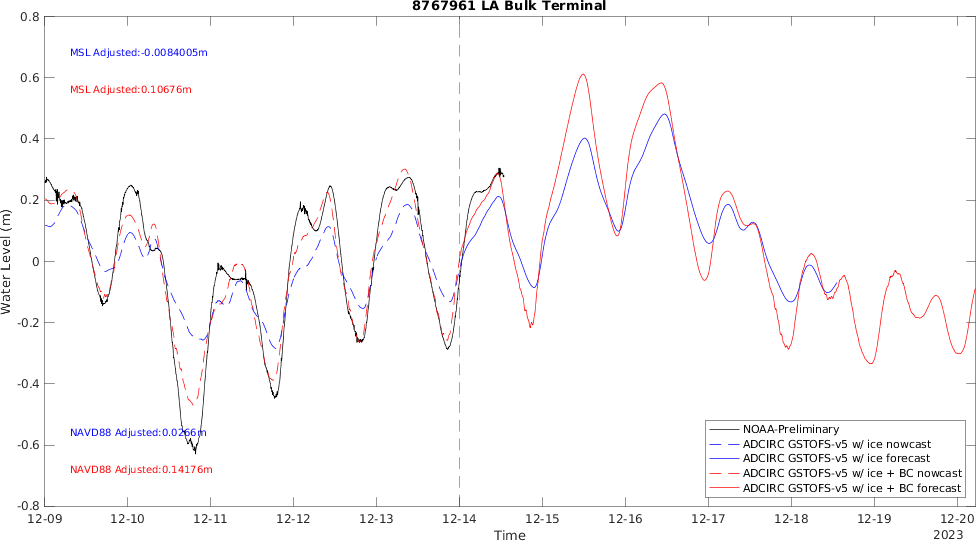 8767961 LA Bulk Terminal
0.8
0.6
0.4
0.2
0
-0.2
-0.4
-0.6
-0.8
Water Level (m)
MSL Adjusted:-0.0084005m
MSL Adjusted:0.10676m
NAVD88 Adjusted:0.0266m
NAVD88 Adjusted:0.14176m
NOAA-Preliminary
ADCIRC GSTOFS-v5 w/ ice nowcast
ADCIRC GSTOFS-v5 w/ ice forecast
ADCIRC GSTOFS-v5 w/ ice + BC nowcast
ADCIRC GSTOFS-v5 w/ ice + BC forecast
12-09 12-10 12-11 12-12 12-13 12-14 12-15 12-16 12-17 12-18 12-19 12-20
Time
2023